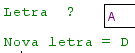 Letra ? A
Nova letra = D